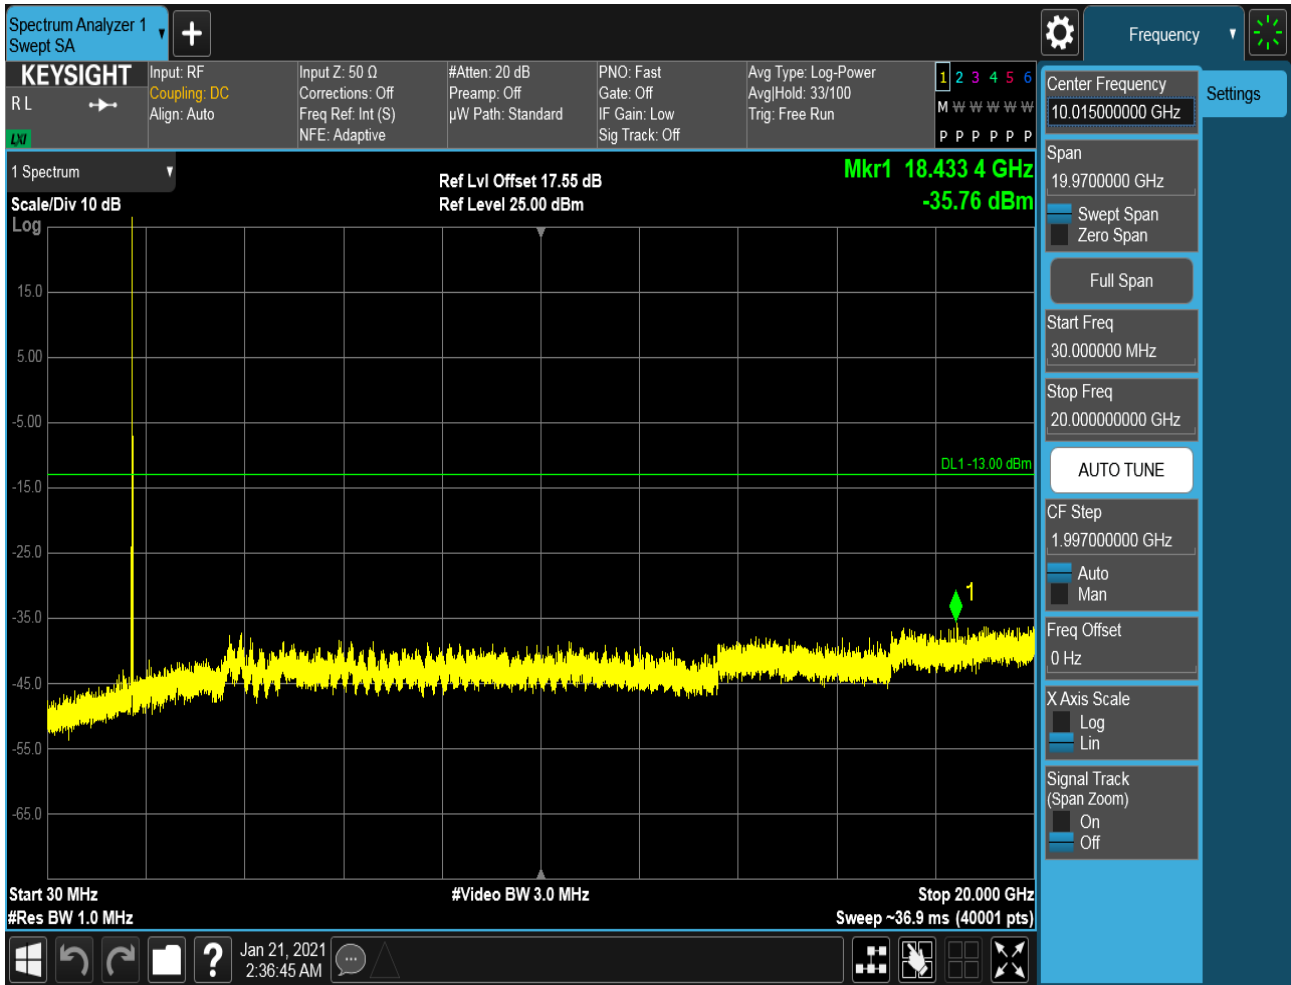 Spectrum Analyzer 1
Swept SA
Frequency
KEYSIGHT
R L
LXI
Input: RF
Coupling: DC
Align: Auto
Input Z: 50 Ω
Corrections: Off
Freq Ref: Int (S)
NFE: Adaptive
#Atten: 20 dB
Preamp: Off
µW Path: Standard
PNO: Fast
Gate: Off
IF Gain: Low
Sig Track: Off
Avg Type: Log-Power
Avg|Hold: 33/100
Trig: Free Run
1 2 3 4 5 6
M W W W W W
P P P P P P
1 Spectrum
Scale/Div 10 dB
Log
Ref Lvl Offset 17.55 dB
Ref Level 25.00 dBm
Mkr1 18.433 4 GHz
-35.76 dBm
15.0
5.00
-5.00
DL1 -13.00 dBm
-15.0
-25.0
1
-35.0
-45.0
-55.0
-65.0
Start 30 MHz
#Video BW 3.0 MHz
Stop 20.000 GHz
#Res BW 1.0 MHz
Sweep ~36.9 ms (40001 pts)
Jan 21, 2021
2:36:45 AM
Center Frequency
10.015000000 GHz
Settings
Span
19.9700000 GHz
Swept Span
Zero Span
Full Span
Start Freq
30.000000 MHz
Stop Freq
20.000000000 GHz
AUTO TUNE
CF Step
1.997000000 GHz
Auto
Man
Freq Offset
0 Hz
X Axis Scale
Log
Lin
Signal Track
(Span Zoom)
On
Off